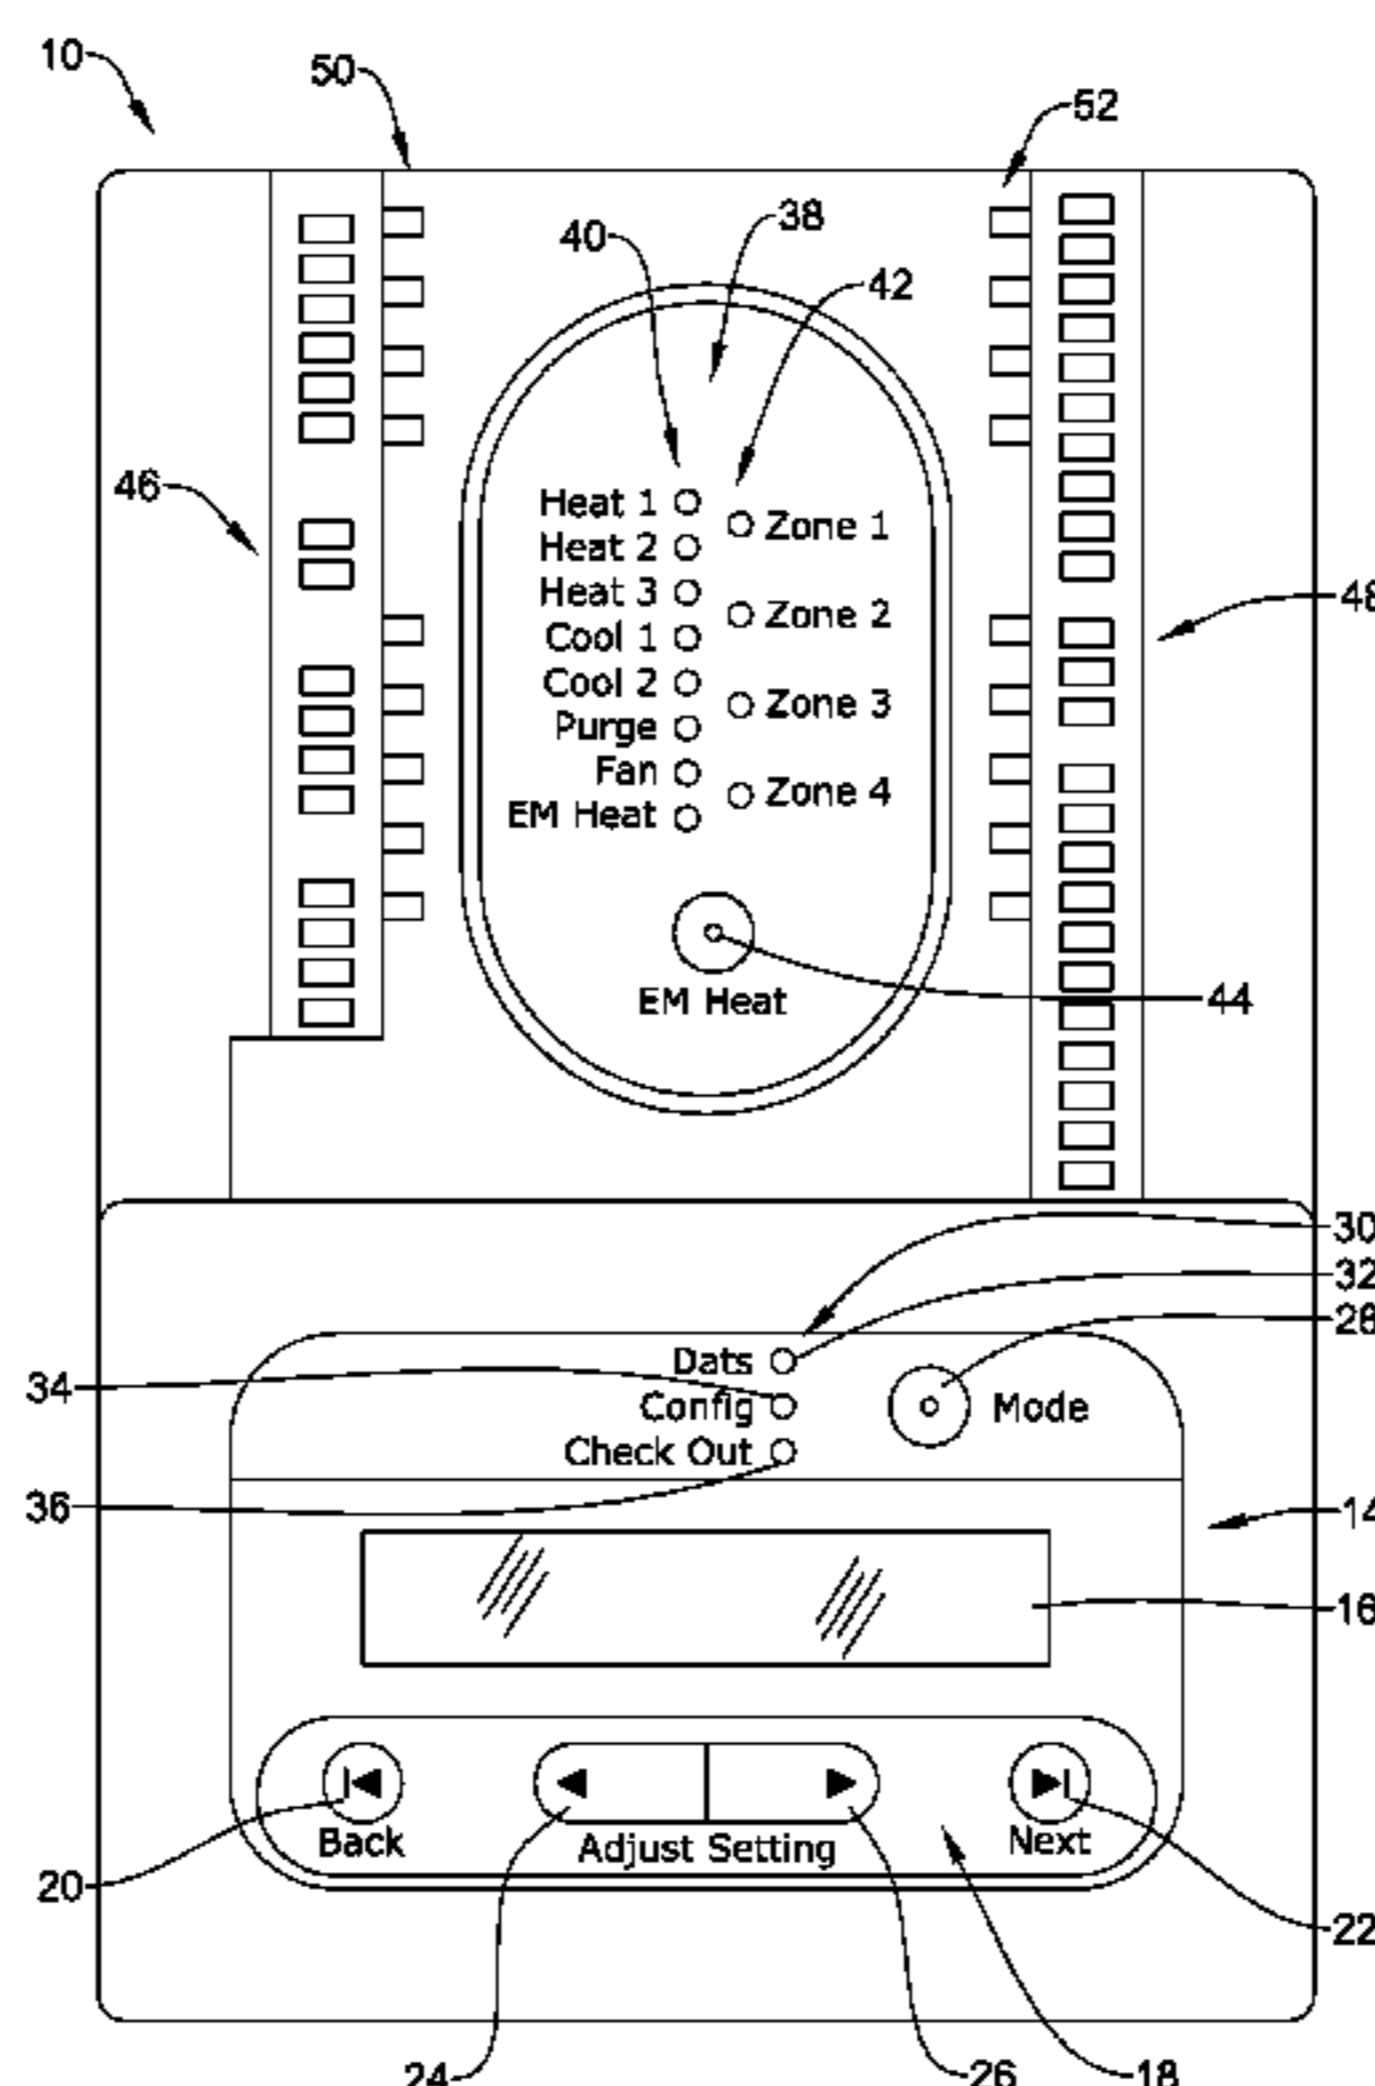 10
50
52
40
38
42
46
Heat 1
Zone 1
Heat 2
Heat 3
Zone 2
48
Cool 1
Cool 2
Zone 3
Purge
Fan
Zone 4
EM Heat
44
EM Heat
30
32
28
Dats
34
Config
Mode
Check Out
36
14
16
Back
Adjust Setting
Next
20
22
24
26
18